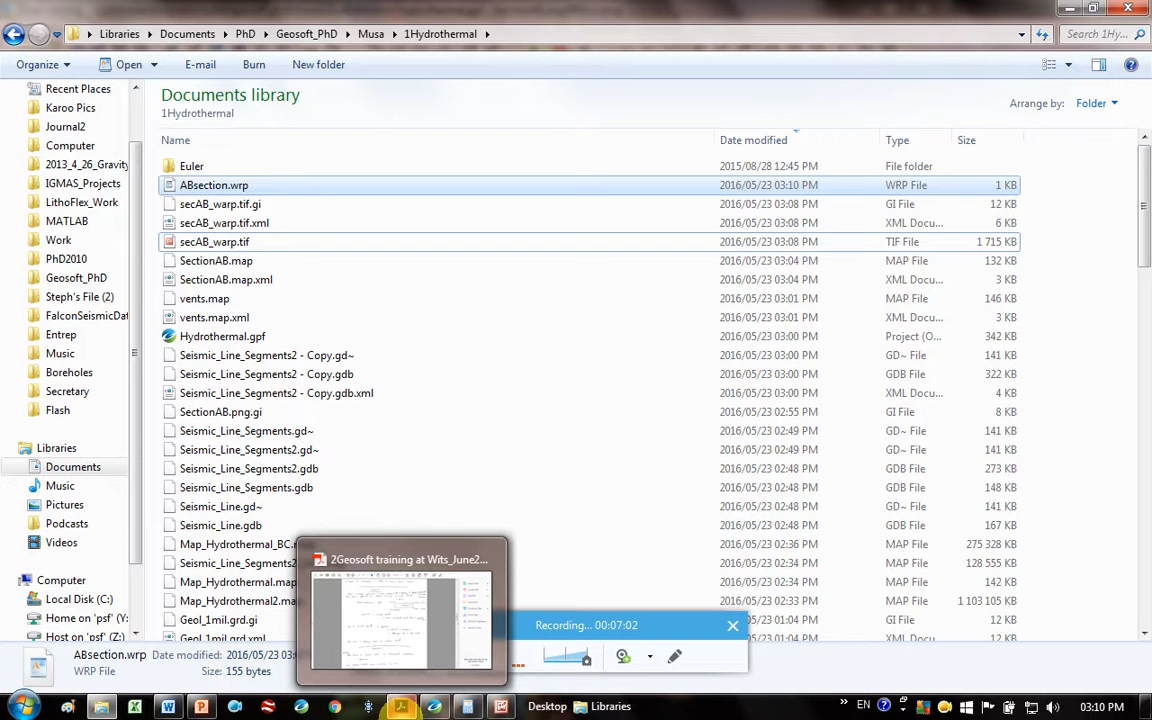 Libraries Documents PhD Geosoft_PhD Musa 1Hydrothermal
Search 1Hy...
Organize Open E-mail Burn New folder
Documents library
1Hydrothermal
Arrange by: Folder
Name Date modified Type Size
Recent Places
Karoo Pics
Journal2
Computer
2013_4_26_Gravity
IGMAS_Projects
LithoFlex_Work
MATLAB
Work
PhD2010
Geosoft_PhD
Steph's File (2)
FalconSeismicDat
Entrep
Music
Boreholes
Secretary
Flash
Libraries
Documents
Music
Pictures
Podcasts
Videos
Computer
Local Disk (C:)
Home on 'psf' (
Host on 'psf' (
Euler 2015/08/28 12:45 PM File folder
ABsection.wrp 2016/05/23 03:10 PM WRP File 1 KB
secAB_warp.tif.gi 2016/05/23 03:08 PM GI File 12 KB
secAB_warp.tif.xml 2016/05/23 03:08 PM XML Docu... 6 KB
secAB_warp.tif 2016/05/23 03:08 PM TIF File 1 715 KB
SectionAB.map 2016/05/23 03:04 PM MAP File 132 KB
SectionAB.map.xml 2016/05/23 03:04 PM XML Docu... 3 KB
vents.map 2016/05/23 03:01 PM MAP File 146 KB
vents.map.xml 2016/05/23 03:01 PM XML Docu... 3 KB
Hydrothermal.gpf 2016/05/23 03:00 PM Project (O... 342 KB
Seismic_Line_Segments2 - Copy.gd~ 2016/05/23 03:00 PM GD~ File 141 KB
Seismic_Line_Segments2 - Copy.gdb 2016/05/23 03:00 PM GDB File 322 KB
Seismic_Line_Segments2 - Copy.gdb.xml 2016/05/23 03:00 PM XML Docu... 4 KB
SectionAB.png.gi 2016/05/23 02:55 PM GI File 8 KB
Seismic_Line_Segments.gd~ 2016/05/23 02:49 PM GD~ File 141 KB
Seismic_Line_Segments2.gd~ 2016/05/23 02:49 PM GD~ File 141 KB
Seismic_Line_Segments2.gdb 2016/05/23 02:48 PM GDB File 273 KB
Seismic_Line_Segments.gdb 2016/05/23 02:48 PM GDB File 148 KB
Seismic_Line.gd~ 2016/05/23 02:48 PM GD~ File 141 KB
Seismic_Line.gdb 2016/05/23 02:48 PM GDB File 167 KB
Map_Hydrothermal_BC. 2016/05/23 02:36 PM MAP File 275 328 KB
Seismic_Line_Segments2 2016/05/23 02:34 PM MAP File 128 555 KB
Map_Hydrothermal.map 2016/05/23 02:34 PM MAP File 142 KB
Map_Hydrothermal2.ma 2016/05/23 02:33 PM MAP File 1 103 105 KB
Geol_1mil.grd.gi
Geol_1mil.grd.xml
2Geosoft training at Wits_June2...
Recording... 00:07:02
ABsection.wrp Date modified: 2016/05/23 03:
WRP File Size: 155 bytes
Desktop Libraries EN 03:10 PM